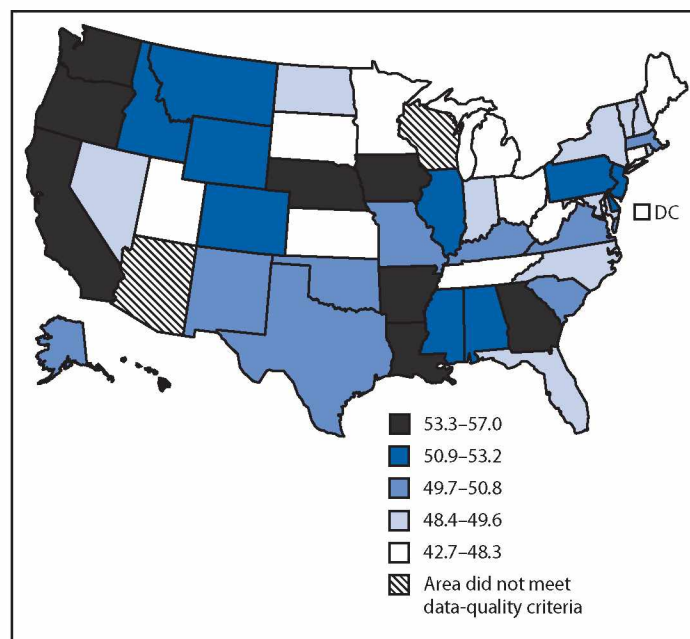 DC
53.3–57.0
50.9–53.2
49.7–50.8
48.4–49.6
42.7–48.3
Area did not meet
data-quality criteria